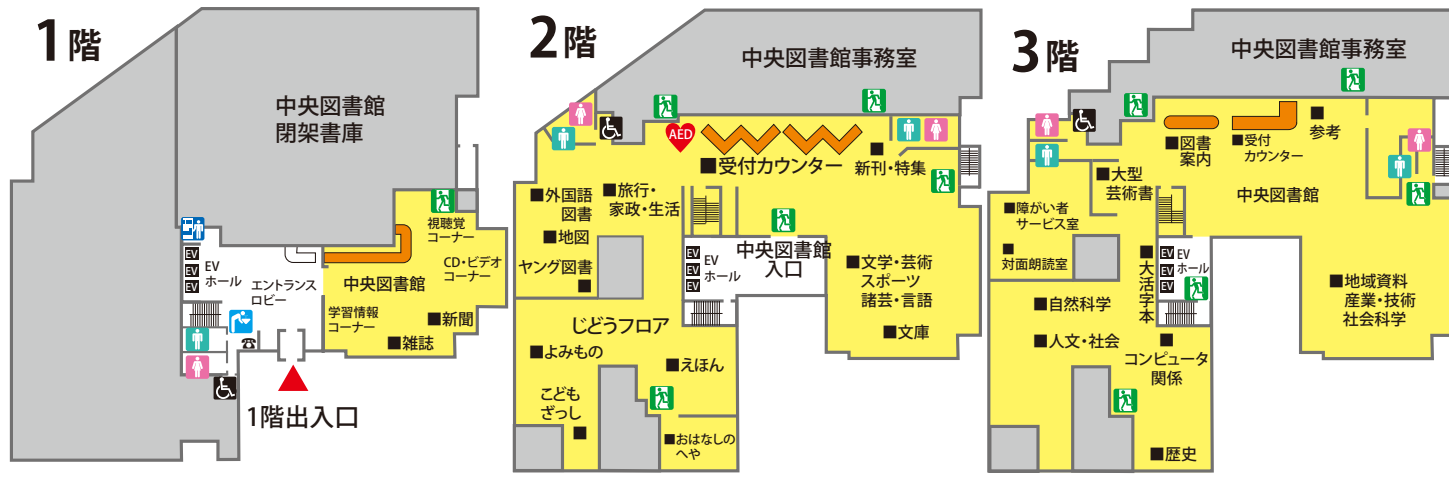 1階
中央図書館
閉架書庫
視聴覚
コーナー
CD・ビデオ
コーナー
中央図書館
学習情報
コーナー
■新聞
■雑誌
EV
EV
EV
EV
ホール
エントランス
ロビー
1階出入口
2階
中央図書館事務室
AED
■受付カウンター
■
新刊・特集
■外国語
図書
■旅行・
家政・生活
■地図
ヤング図書
■
EV
EV
EV
EV
ホール
中央図書館
入口
■文学・芸術
スポーツ
諸芸・言語
■文庫
じどうフロア
■よみもの
■えほん
こども
ざっし
■
■おはなしの
へや
3階
中央図書館事務室
■図書
案内
■受付
カウンター
■
参考
■大型
芸術書
中央図書館
■障がい者
サービス室
■
対面朗読室
■大活字本
EV
EV
EV
EV
ホール
■自然科学
■人文・社会
■
コンピュータ
関係
■地域資料
産業・技術
社会科学
■歴史